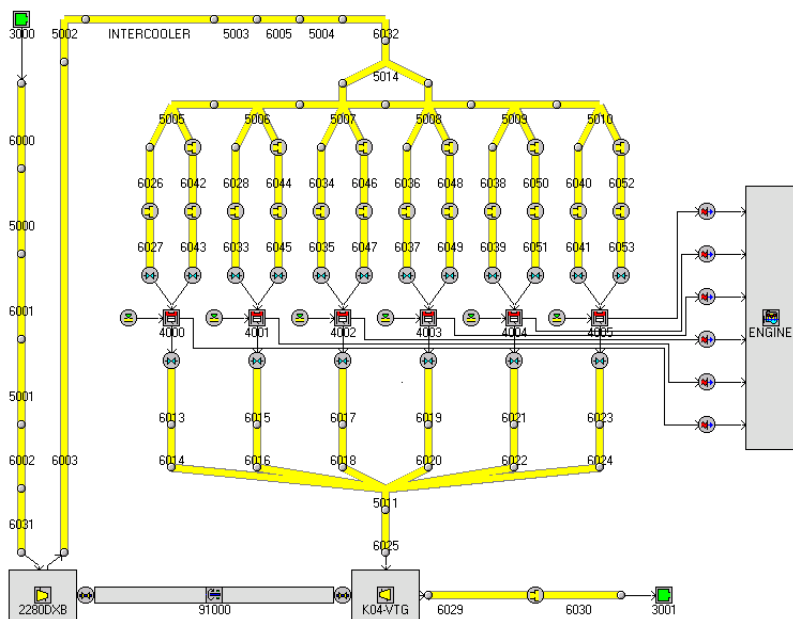 3000 5002 INTERCOOLER 5003 6005 5004 6032
5014
5005 5006 5007 5008 5009 5010
6000
6026 6042 6028 6044 6034 6046 6036 6048 6038 6050 6040 6052
5000
6027 6043 6033 6045 6035 6047 6037 6049 6039 6051 6041 6053
6001
4000 4001 4002 4003 4004 4005 ENGINE
5001
6013 6015 6017 6019 6021 6023
6002 6003 6014 6016 6018 6020 6022 6024
5011
6031
6025
2280DXB 91000 K04-VTG 6029 6030 3001